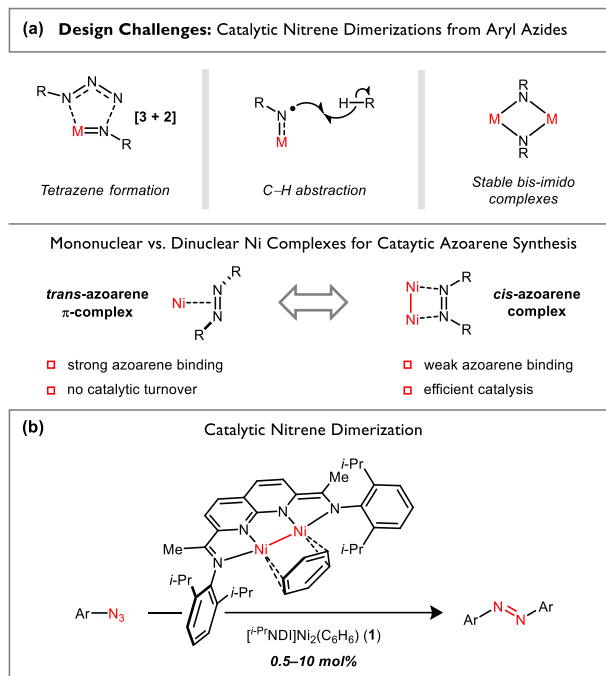 (a) Design Challenges: Catalytic Nitrene Dimerizations from Aryl Azides
R N N N
M N R
[3 + 2]
R N M
H R
R N M M N R
Tetrazene formation
C–H abstraction
Stable bis-imido
complexes
Mononuclear vs. Dinuclear Ni Complexes for Cataytic Azoarene Synthesis
trans-azoarene
π-complex
Ni N N R R
Ni Ni N N R R
cis-azoarene
complex
strong azoarene binding
no catalytic turnover
weak azoarene binding
efficient catalysis
(b) Catalytic Nitrene Dimerization
i-Pr
Me
N
i-Pr
N N Ni
Me Ni
N
i-Pr i-Pr
Ar N3
[i-PrNDI]Ni2(C6H6) (1)
0.5–10 mol%
Ar N N Ar